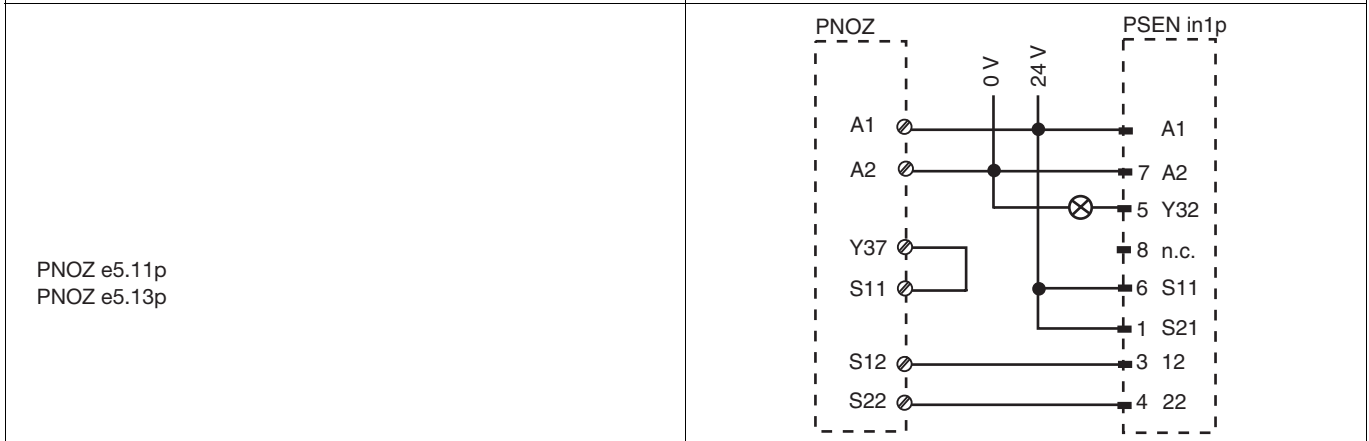 PNOZ e5.11p
PNOZ e5.13p
PNOZ
PSEN in1p
0 V
24 V
A1
A1
A2
7 A2
5 Y32
Y37
8 n.c.
S11
6 S11
1 S21
S12
3 12
S22
4 22